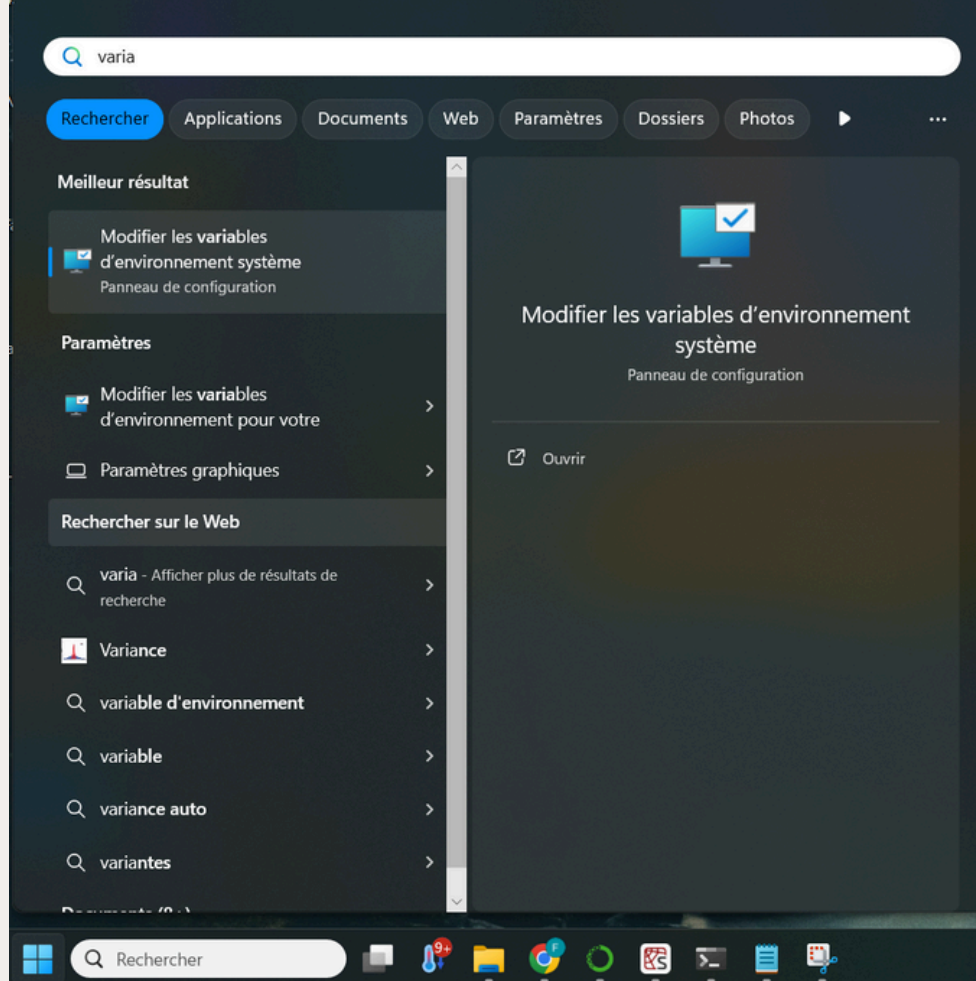 varia
Rechercher Applications Documents Web Paramètres Dossiers Photos
Meilleur résultat
Modifier les variables
d'environnement système
Panneau de configuration
Paramètres
Modifier les variables
d'environnement pour votre
Paramètres graphiques
Rechercher sur le Web
varia - Afficher plus de résultats de
recherche
Variance
variable d'environnement
variable
variance auto
variantes
Modifier les variables d'environnement
système
Panneau de configuration
Ouvrir
Rechercher
9+
F